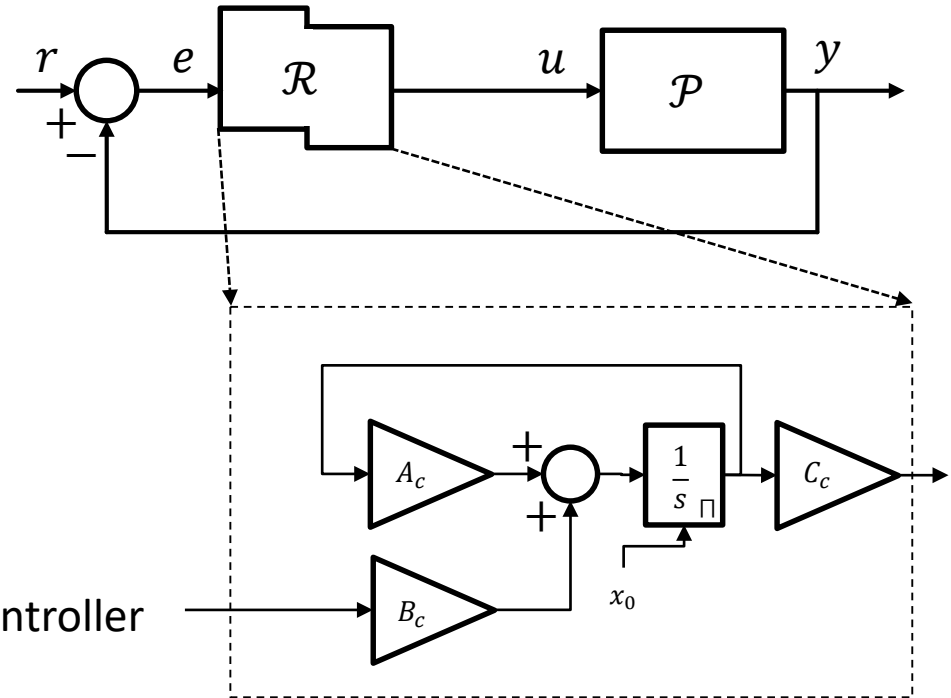 r
+
−
e
ℛ
u
𝒫
y
A_c
+
+
1
s
⊓
C_c
x_0
B_c
ntroller